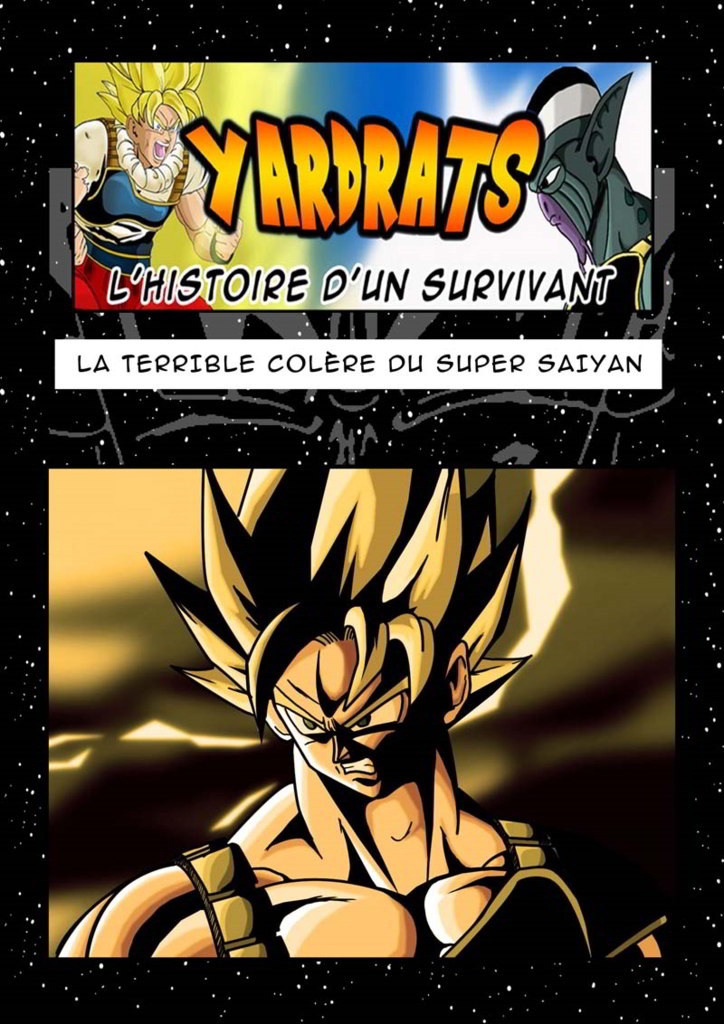 YARDRATS
L'HISTOIRE D'UN SURVIVANT
LA TERRIBLE COLÈRE DU SUPER SAIYAN